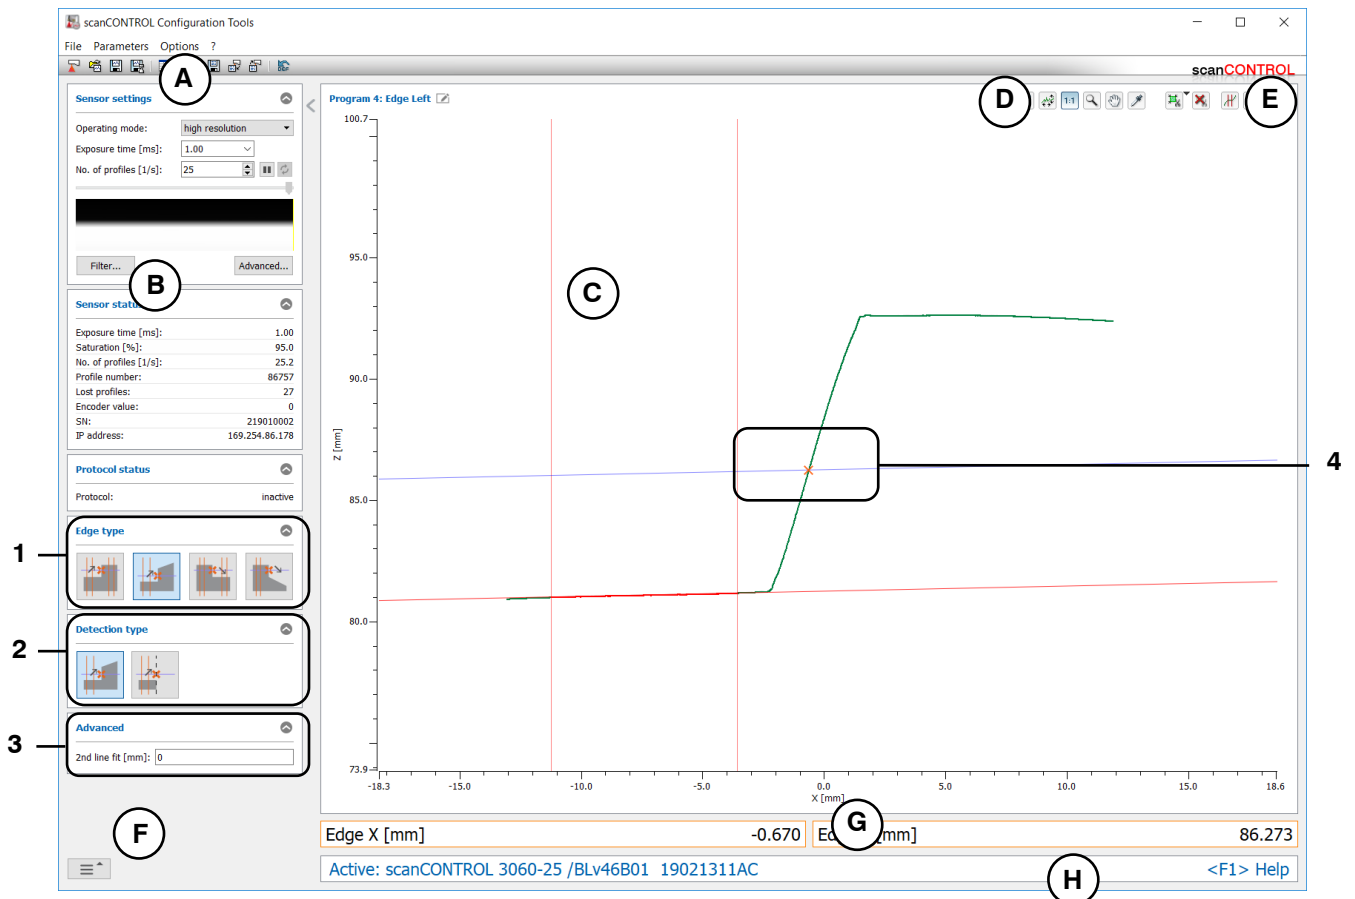 scanCONTROL Configuration Tools
File Parameters Options ?
scanCONTROL
A
Sensor settings
Operating mode: high resolution
Exposure time [ms]: 1.00
No. of profiles [1/s]: 25
Filter... Advanced...
B
Sensor
Exposure time [ms]: 1.00
Saturation [%]: 95.0
No. of profiles [1/s]: 25.2
Profile number: 86757
Lost profiles: 27
Encoder value: 0
SN: 219010002
IP address: 169.254.86.178
Protocol status
Protocol: inactive
1
Edge type
2
Detection type
3
Advanced
2nd line fit [mm]: 0
F
Program 4: Edge Left
D
1:1
E
C
100.7
95.0
90.0
85.0
80.0
73.9
Z [mm]
4
-18.3 -15.0 -10.0 -5.0 0.0 5.0 10.0 15.0 18.6
X [mm]
G
Edge X [mm] -0.670
[mm] 86.273
Active: scanCONTROL 3060-25 /BLv46B01 19021311AC
H
<F1> Help